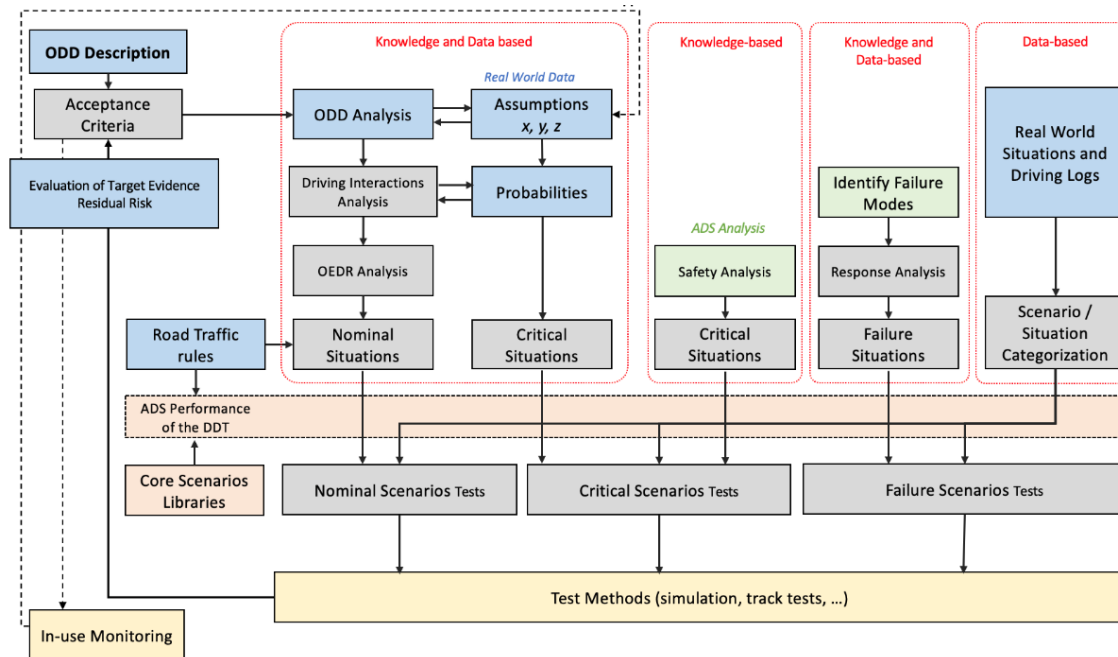 Knowledge and Data based
Knowledge-based
Knowledge and
Data-based
Data-based
ODD Description
Real World Data
Acceptance
Criteria
ODD Analysis
Assumptions
x, y, z
Real World
Situations and
Driving Logs
Evaluation of Target Evidence
Residual Risk
Driving Interactions
Analysis
Probabilities
Identify Failure
Modes
ADS Analysis
OEDR Analysis
Safety Analysis
Response Analysis
Road Traffic
rules
Nominal
Situations
Critical
Situations
Critical
Situations
Failure
Situations
Scenario /
Situation
Categorization
ADS Performance
of the DDT
Core Scenarios
Libraries
Nominal Scenarios Tests
Critical Scenarios Tests
Failure Scenarios Tests
Test Methods (simulation, track tests, ...)
In-use Monitoring